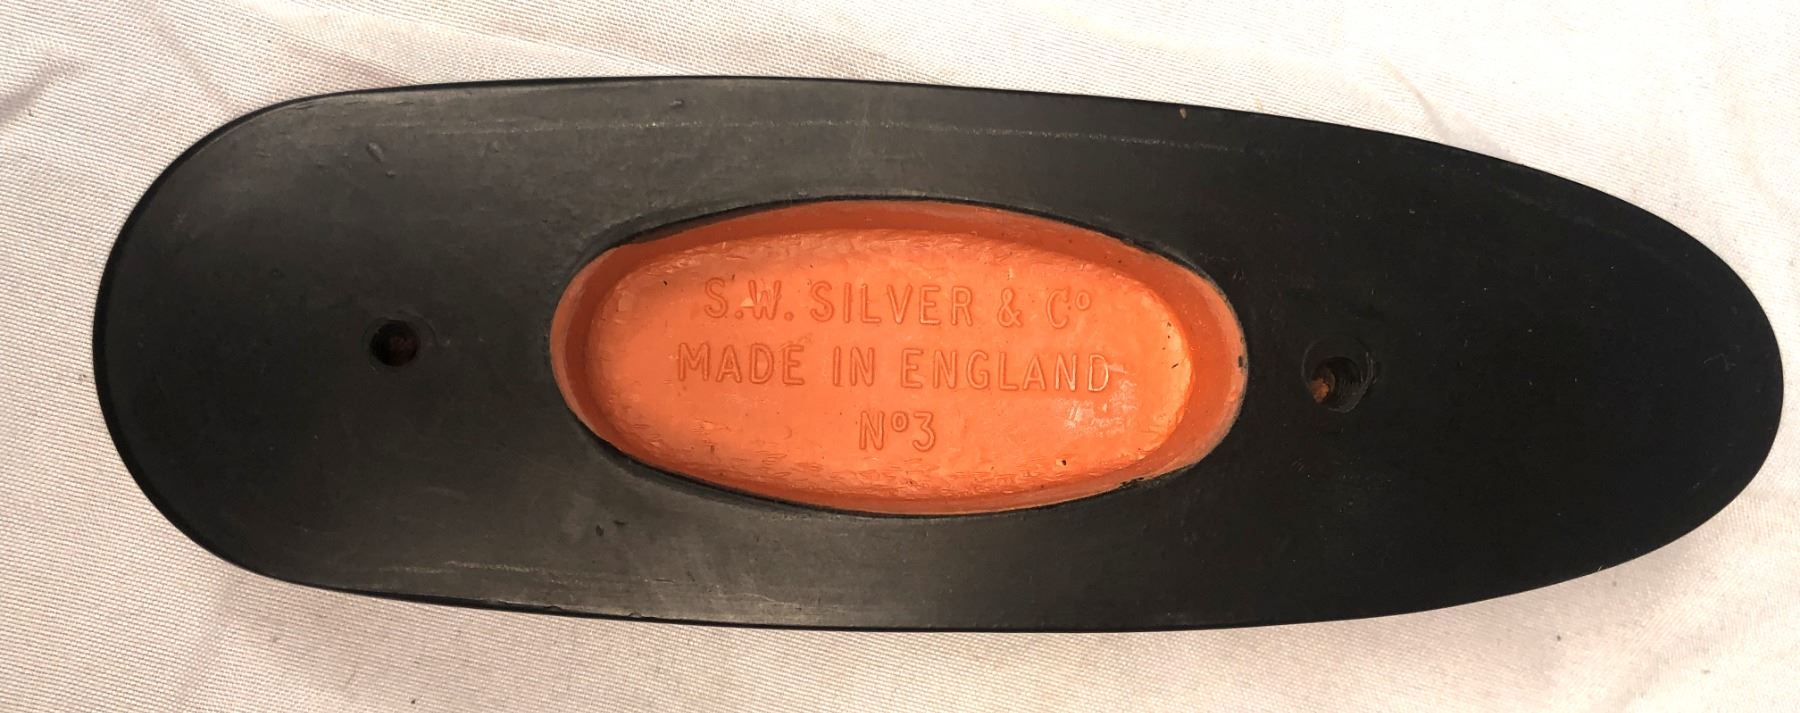 S.W. SILVER & Cº
MADE IN ENGLAND
Nº3